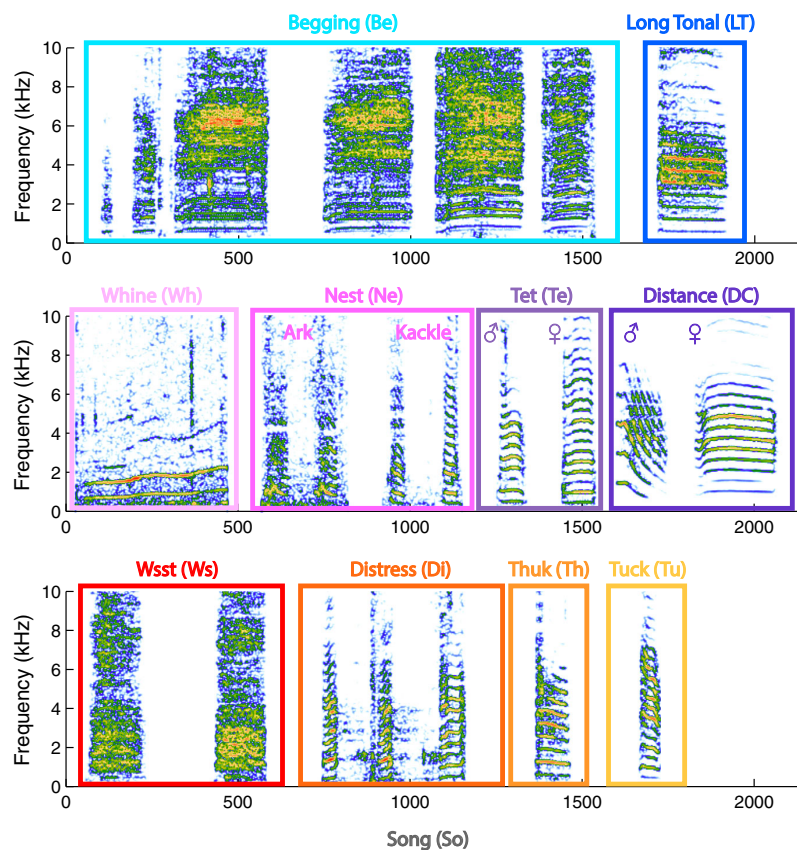 Begging (Be) Long Tonal (LT)
Frequency (kHz)
10
8
6
4
2
0
0 500 1000 1500 2000
Whine (Wh) Nest (Ne) Tet (Te) Distance (DC)
Frequency (kHz)
10
8
6
4
2
0
Ark Kackle ♂ ♀ ♂ ♀
0 500 1000 1500 2000
Wsst (Ws) Distress (Di) Thuk (Th) Tuck (Tu)
Frequency (kHz)
10
8
6
4
2
0
0 500 1000 1500 2000
Song (So)